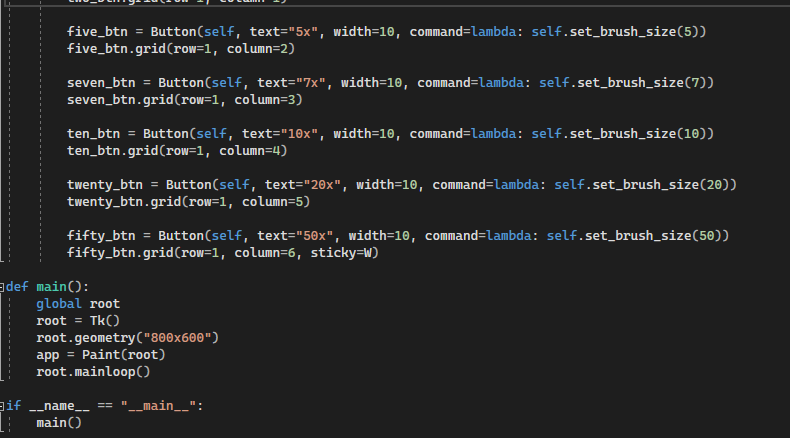 five_btn = Button(self, text="5x", width=10, command=lambda: self.set_brush_size(5))
five_btn.grid(row=1, column=2)
seven_btn = Button(self, text="7x", width=10, command=lambda: self.set_brush_size(7))
seven_btn.grid(row=1, column=3)
ten_btn = Button(self, text="10x", width=10, command=lambda: self.set_brush_size(10))
ten_btn.grid(row=1, column=4)
twenty_btn = Button(self, text="20x", width=10, command=lambda: self.set_brush_size(20))
twenty_btn.grid(row=1, column=5)
fifty_btn = Button(self, text="50x", width=10, command=lambda: self.set_brush_size(50))
fifty_btn.grid(row=1, column=6, sticky=W)
def main():
global root
root = Tk()
root.geometry("800x600")
app = Paint(root)
root.mainloop()
if __name__ == "__main__":
main()